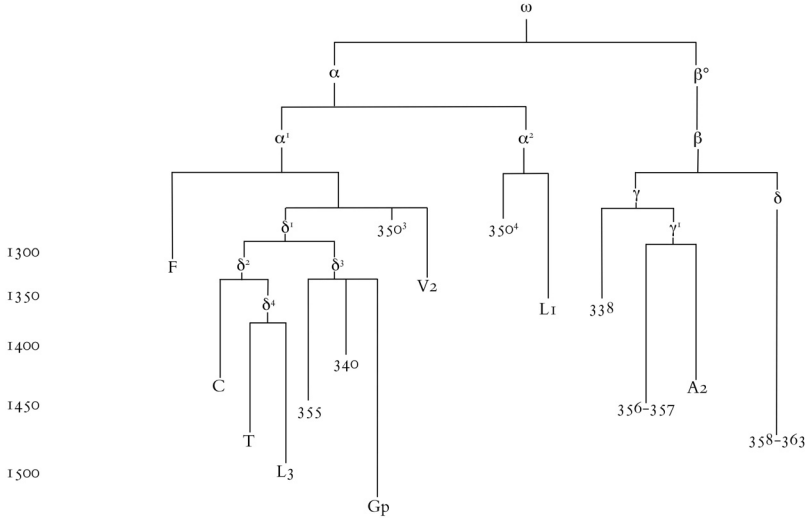 ω
α β°
α¹ α² β
γ δ
δ¹ 350³ 350⁴ γ¹
1300 F δ² δ³
V2
1350 δ⁴ L1 338
1400 340
C A2
1450 355 356-357
T 358-363
1500 L3
Gp